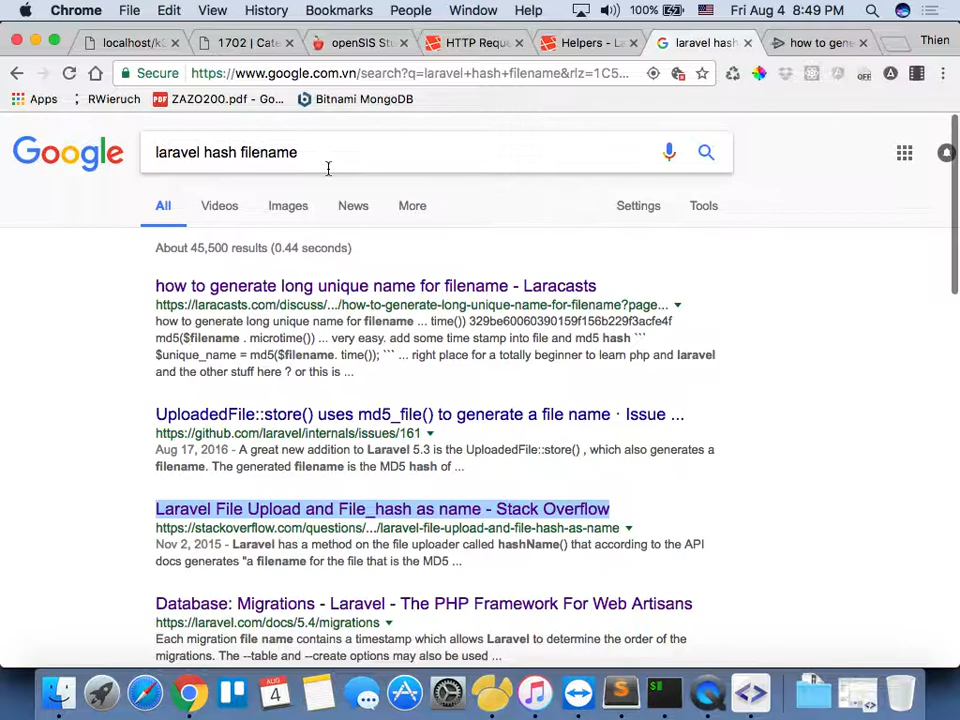 Chrome File Edit View History Bookmarks People Window Help 100% Fri Aug 4 8:49 PM
localhost/k 1702 | Cate openSIS Stu HTTP Requ Helpers - La laravel hash how to gene Thien
Secure https://www.google.com.vn/search?q=laravel+hash+filename&rlz=1C5... OFF
Apps RWieruch PDF ZAZO200.pdf - Go... Bitnami MongoDB
Google laravel hash filename
All Videos Images News More Settings Tools
About 45,500 results (0.44 seconds)
how to generate long unique name for filename - Laracasts
https://laracasts.com/discuss/.../how-to-generate-long-unique-name-for-filename?page...
how to generate long unique name for filename ... time()) 329be60060390159f156b229f3acfe4f
md5($filename . microtime()) ... very easy. add some time stamp into file and md5 hash ```
$unique_name = md5($filename. time()); ``` ... right place for a totally beginner to learn php and laravel
and the other stuff here ? or this is ...
UploadedFile::store() uses md5_file() to generate a file name · Issue ...
https://github.com/laravel/internals/issues/161
Aug 17, 2016 - A great new addition to Laravel 5.3 is the UploadedFile::store() , which also generates a
filename. The generated filename is the MD5 hash of ...
Laravel File Upload and File_hash as name - Stack Overflow
https://stackoverflow.com/questions/.../laravel-file-upload-and-file-hash-as-name
Nov 2, 2015 - Laravel has a method on the file uploader called hashName() that according to the API
docs generates "a filename for the file that is the MD5 ...
Database: Migrations - Laravel - The PHP Framework For Web Artisans
https://laravel.com/docs/5.4/migrations
Each migration file name contains a timestamp which allows Laravel to determine the order of the
migrations. The --table and --create options may also be used ...
AUG
4